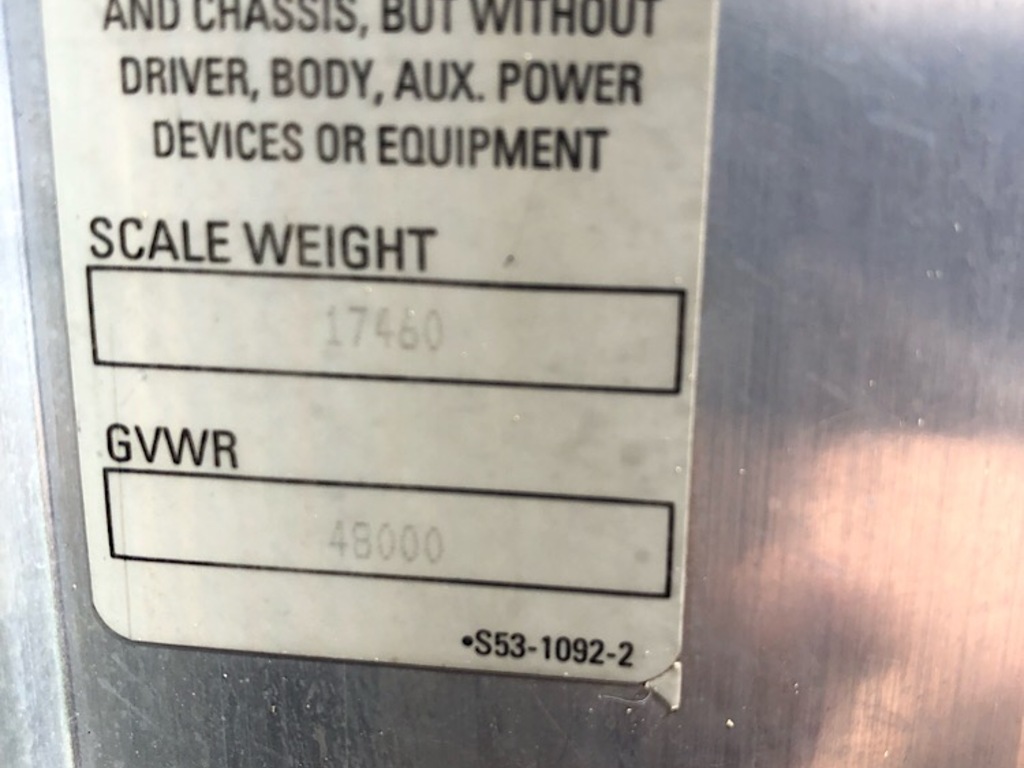 AND CHASSIS, BUT WITHOUT
DRIVER, BODY, AUX. POWER
DEVICES OR EQUIPMENT
SCALE WEIGHT
17460
GVWR
48000
•S53-1092-2